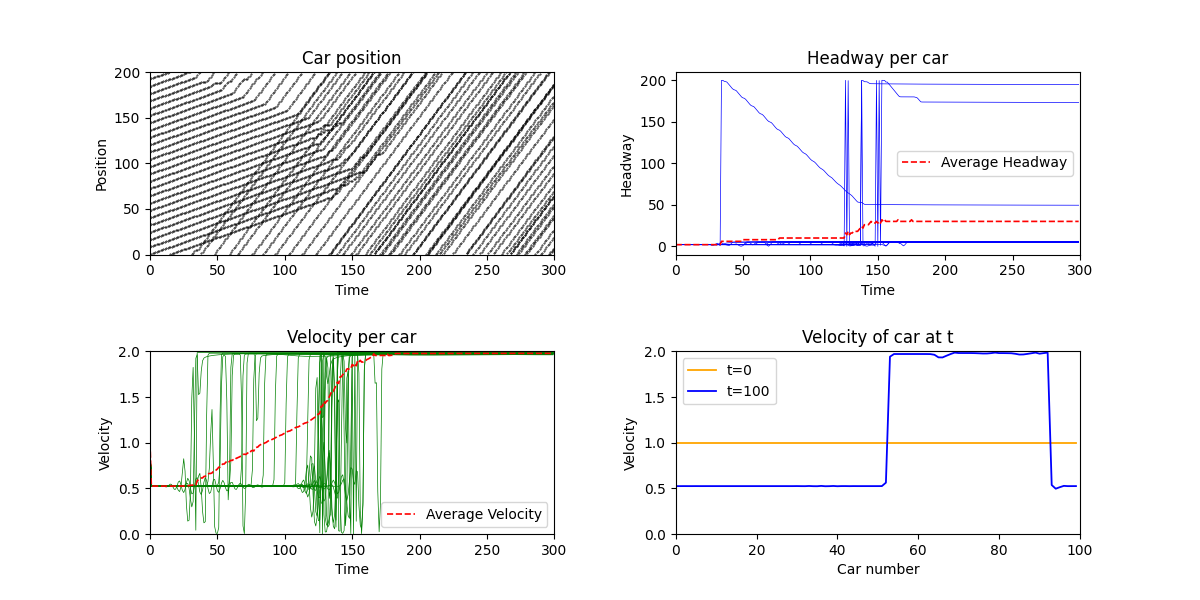 Car position
200
150
100
50
0
Position
0 50 100 150 200 250 300
Time
Headway per car
200
150
100
50
0
Headway
Average Headway
0 50 100 150 200 250 300
Time
Velocity per car
2.0
1.5
1.0
0.5
0.0
Velocity
Average Velocity
0 50 100 150 200 250 300
Time
Velocity of car at t
2.0
1.5
1.0
0.5
0.0
Velocity
t=0
t=100
0 20 40 60 80 100
Car number